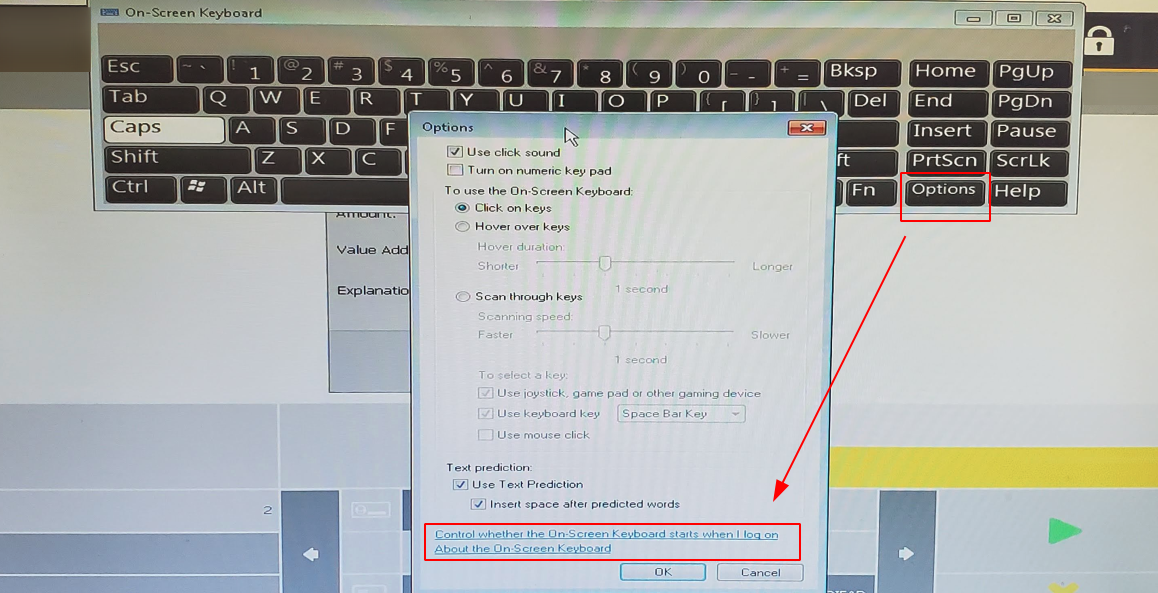 On-Screen Keyboard
Esc ~ ` ! 1 @ 2 # 3 $ 4 % 5 ^ 6 & 7 * 8 ( 9 ) 0 _ - + = Bksp Home PgUp
Tab Q W E R T Y U I O P { [ } ] | \ Del End PgDn
Caps A S D F Insert Pause
Shift Z X C ft PrtScn ScrLk
Ctrl Alt Fn Options Help
Options
Use click sound
Turn on numeric key pad
To use the On-Screen Keyboard:
Click on keys
Hover over keys
Hover duration:
Shorter Longer
1 second
Scan through keys
Scanning speed:
Faster Slower
1 second
To select a key:
Use joystick, game pad or other gaming device
Use keyboard key Space Bar Key
Use mouse click
Text prediction:
Use Text Prediction
Insert space after predicted words
Control whether the On-Screen Keyboard starts when I log on
About the On-Screen Keyboard
OK Cancel
Amount:
Value Add
Explanatio
2